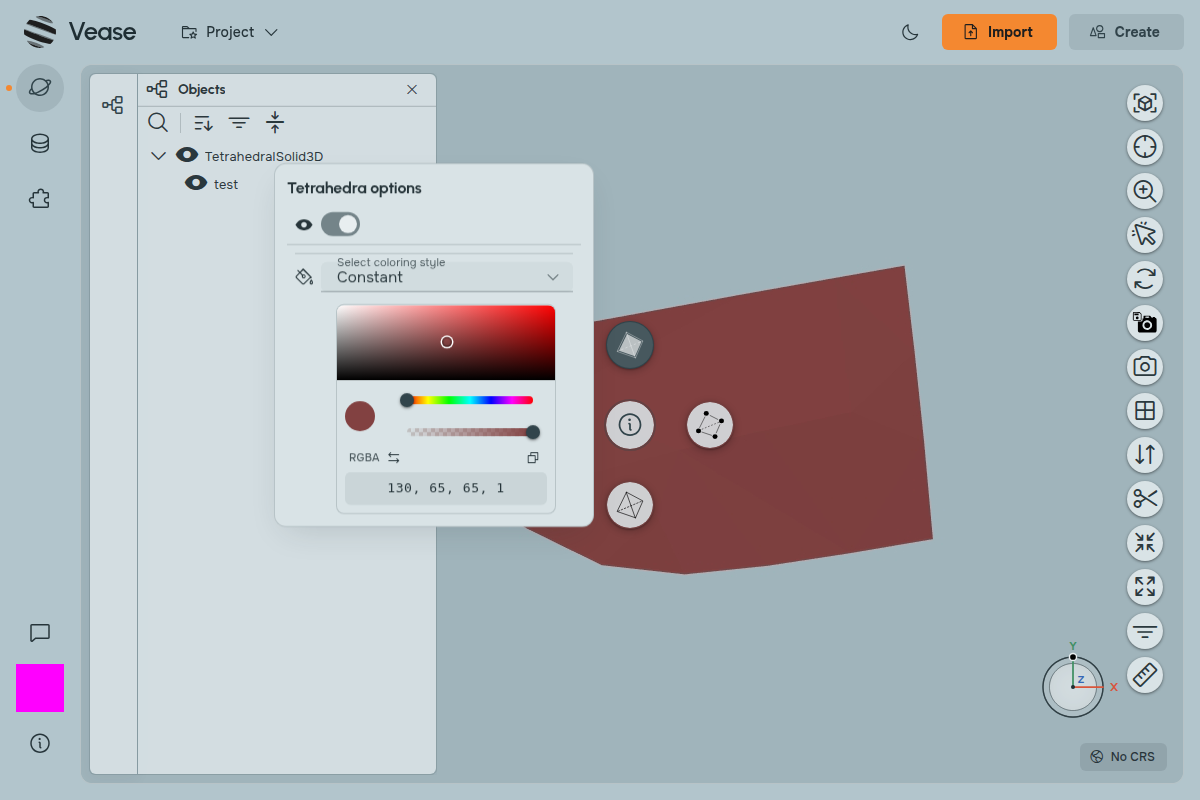 Vease
Project
Import
Create
Objects
TetrahedralSolid3D
test
Tetrahedra options
Select coloring style
Constant
RGBA
130, 65, 65, 1
Y
Z
X
No CRS